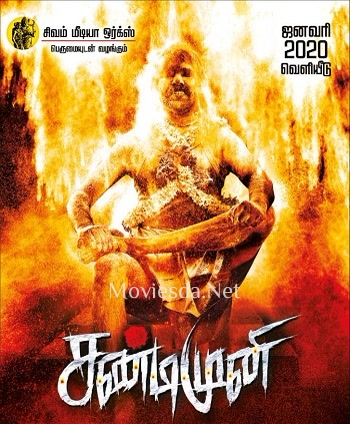 சிவம் மீடியா ஒர்க்ஸ்
பெருமையுடன் வழங்கும்
ஜனவரி
2020
வெளியீடு
Moviesda.Net
சண்டிமுனி